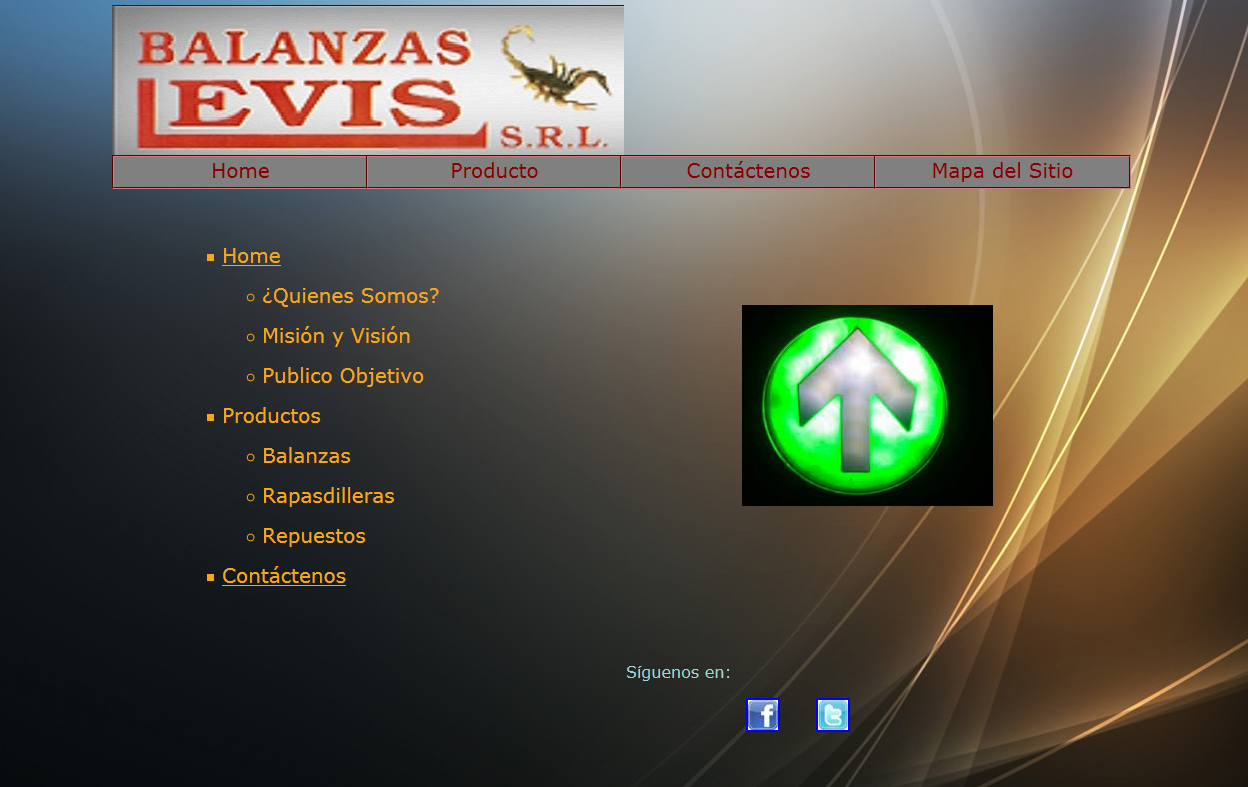 BALANZAS
LEVIS
S.R.L.
Home
Producto
Contáctenos
Mapa del Sitio
Home
¿Quienes Somos?
Misión y Visión
Publico Objetivo
Productos
Balanzas
Rapasdilleras
Repuestos
Contáctenos
Síguenos en:
f
t